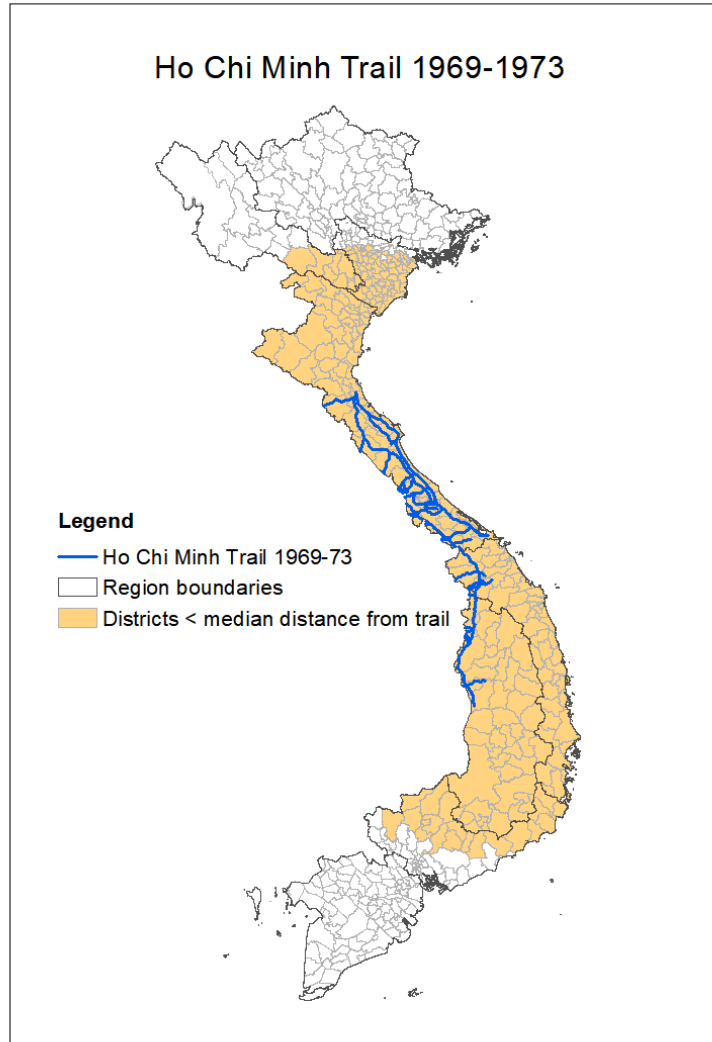 Ho Chi Minh Trail 1969-1973
Legend
Ho Chi Minh Trail 1969-73
Region boundaries
Districts < median distance from trail